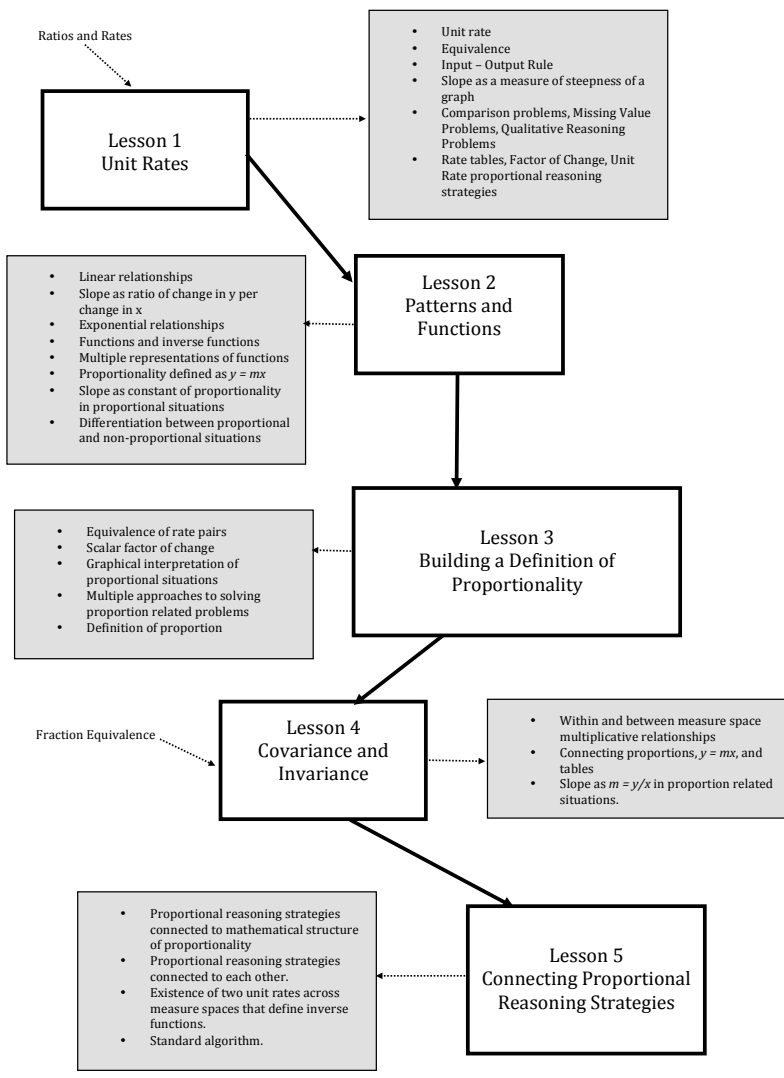 Ratios and Rates
• Unit rate
• Equivalence
• Input – Output Rule
• Slope as a measure of steepness of a
graph
• Comparison problems, Missing Value
Problems, Qualitative Reasoning
Problems
• Rate tables, Factor of Change, Unit
Rate proportional reasoning
strategies
Lesson 1
Unit Rates
• Linear relationships
• Slope as ratio of change in y per
change in x
• Exponential relationships
• Functions and inverse functions
• Multiple representations of functions
• Proportionality defined as y = mx
• Slope as constant of proportionality
in proportional situations
• Differentiation between proportional
and non-proportional situations
Lesson 2
Patterns and
Functions
• Equivalence of rate pairs
• Scalar factor of change
• Graphical interpretation of
proportional situations
• Multiple approaches to solving
proportion related problems
• Definition of proportion
Lesson 3
Building a Definition of
Proportionality
Fraction Equivalence
Lesson 4
Covariance and
Invariance
• Within and between measure space
multiplicative relationships
• Connecting proportions, y = mx, and
tables
• Slope as m = y/x in proportion related
situations.
• Proportional reasoning strategies
connected to mathematical structure
of proportionality
• Proportional reasoning strategies
connected to each other.
• Existence of two unit rates across
measure spaces that define inverse
functions.
• Standard algorithm.
Lesson 5
Connecting Proportional
Reasoning Strategies